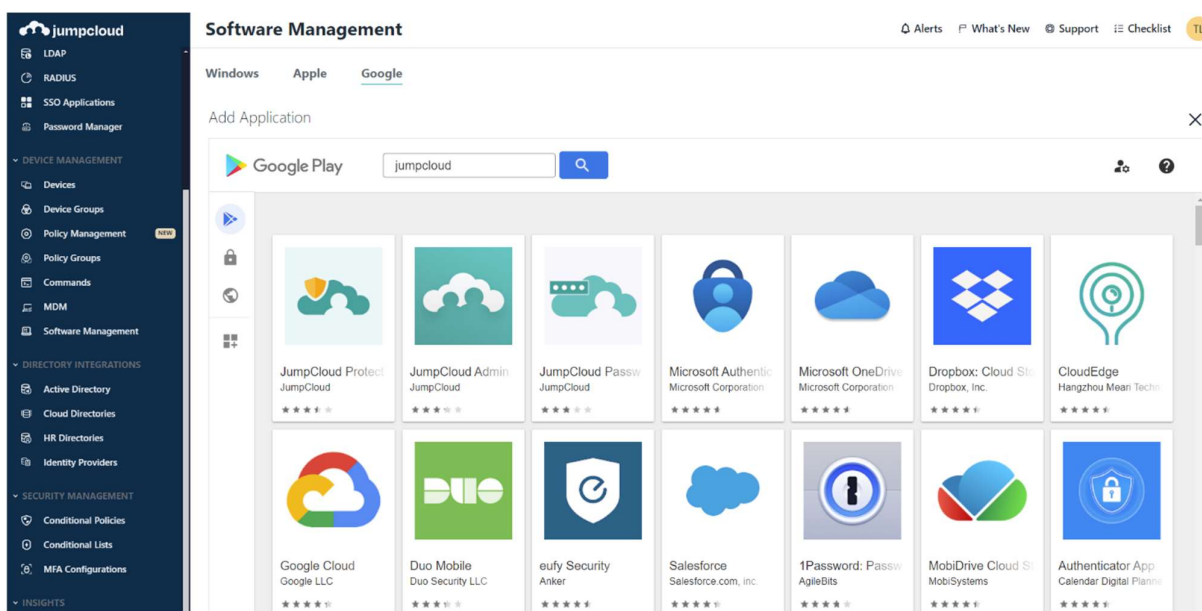 jumpcloud
LDAP
RADIUS
SSO Applications
Password Manager
DEVICE MANAGEMENT
Devices
Device Groups
Policy Management NEW
Policy Groups
Commands
MDM
Software Management
DIRECTORY INTEGRATIONS
Active Directory
Cloud Directories
HR Directories
Identity Providers
SECURITY MANAGEMENT
Conditional Policies
Conditional Lists
MFA Configurations
INSIGHTS
Software Management
Alerts What's New Support Checklist TL
Windows Apple Google
Add Application
Google Play jumpcloud
JumpCloud Protect JumpCloud Admin JumpCloud Passw Microsoft Authentic Microsoft OneDrive Dropbox: Cloud Sto CloudEdge
JumpCloud JumpCloud JumpCloud Microsoft Corporation Microsoft Corporation Dropbox, Inc. Hangzhou Meari Techn
DUO
Google Cloud Duo Mobile eufy Security Salesforce 1Password: Passw MobiDrive Cloud S Authenticator App
Google LLC Duo Security LLC Anker Salesforce.com, inc. AgileBits MobiSystems Calendar Digital Planne